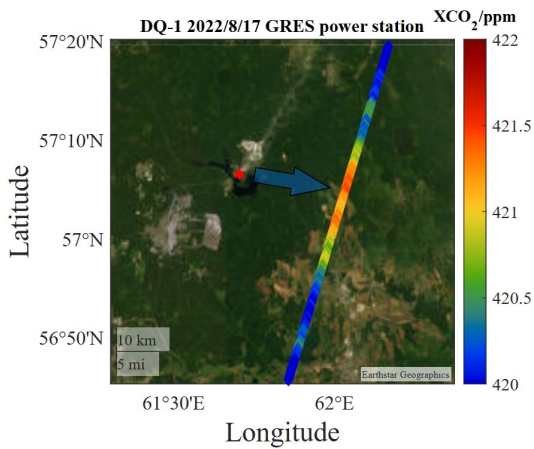 DQ-1 2022/8/17 GRES power station
XCO₂/ppm
57°20'N
57°10'N
57°N
56°50'N
Latitude
61°30'E
62°E
Longitude
10 km
5 mi
Earthstar Geographics
422
421.5
421
420.5
420